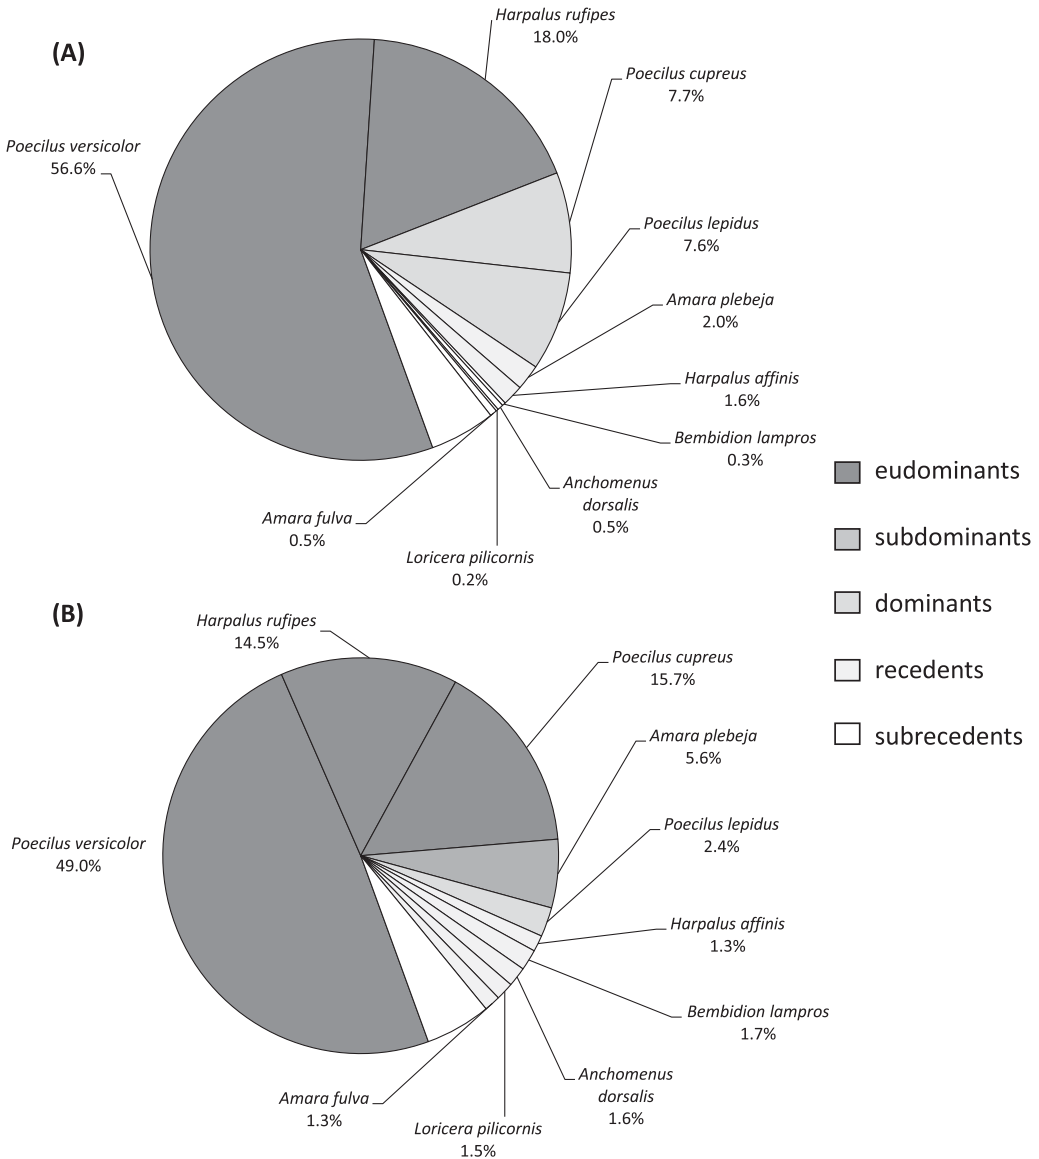 (A)
Harpalus rufipes
18.0%
Poecilus cupreus
7.7%
Poecilus versicolor
56.6%
Poecilus lepidus
7.6%
Amara plebeja
2.0%
Harpalus affinis
1.6%
Bembidion lampros
0.3%
Anchomenus
dorsalis
0.5%
Amara fulva
0.5%
Loricera pilicornis
0.2%
eudominants
subdominants
dominants
recedents
subrecedents
(B)
Harpalus rufipes
14.5%
Poecilus cupreus
15.7%
Amara plebeja
5.6%
Poecilus versicolor
49.0%
Poecilus lepidus
2.4%
Harpalus affinis
1.3%
Bembidion lampros
1.7%
Anchomenus
dorsalis
1.6%
Amara fulva
1.3%
Loricera pilicornis
1.5%